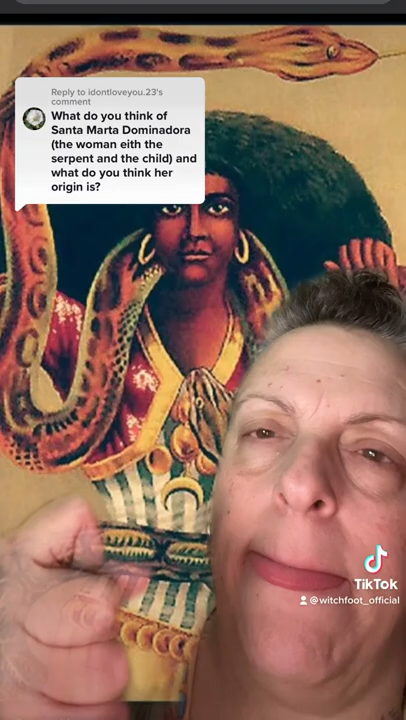 Reply to idontloveyou.23's
comment
What do you think of
Santa Marta Dominadora
(the woman eith the
serpent and the child) and
what do you think her
origin is?
TikTok
@witchfoot_official